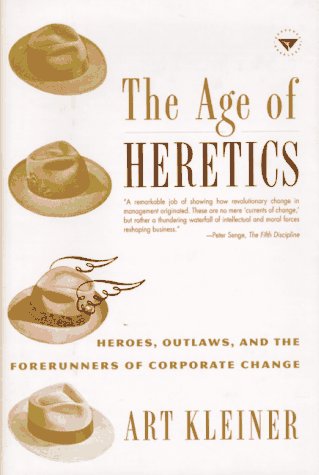 The Age of
HERETICS
"A remarkable job of showing how revolutionary change in
management originated. These are no mere 'currents of change,'
but rather a thundering waterfall of intellectual and moral forces
reshaping business."
—Peter Senge, The Fifth Discipline
HEROES, OUTLAWS, AND THE
FORERUNNERS OF CORPORATE CHANGE
ART KLEINER